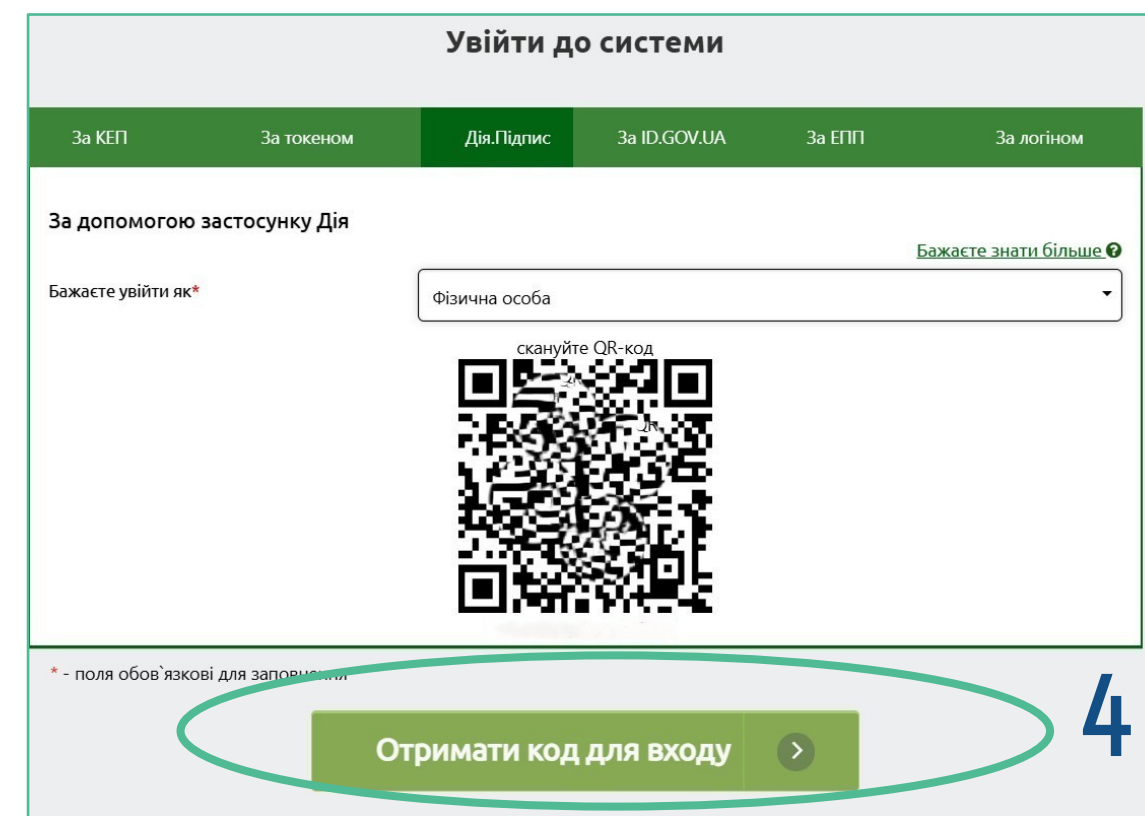 Увійти до системи
За КЕП За токеном Дія.Підпис За ID.GOV.UA За ЕПП За логіном
За допомогою застосунку Дія
Бажаєте знати більше ?
Бажаєте увійти як* Фізична особа
скануйте QR-код
* - поля обов`язкові для заповнення
4
Отримати код для входу